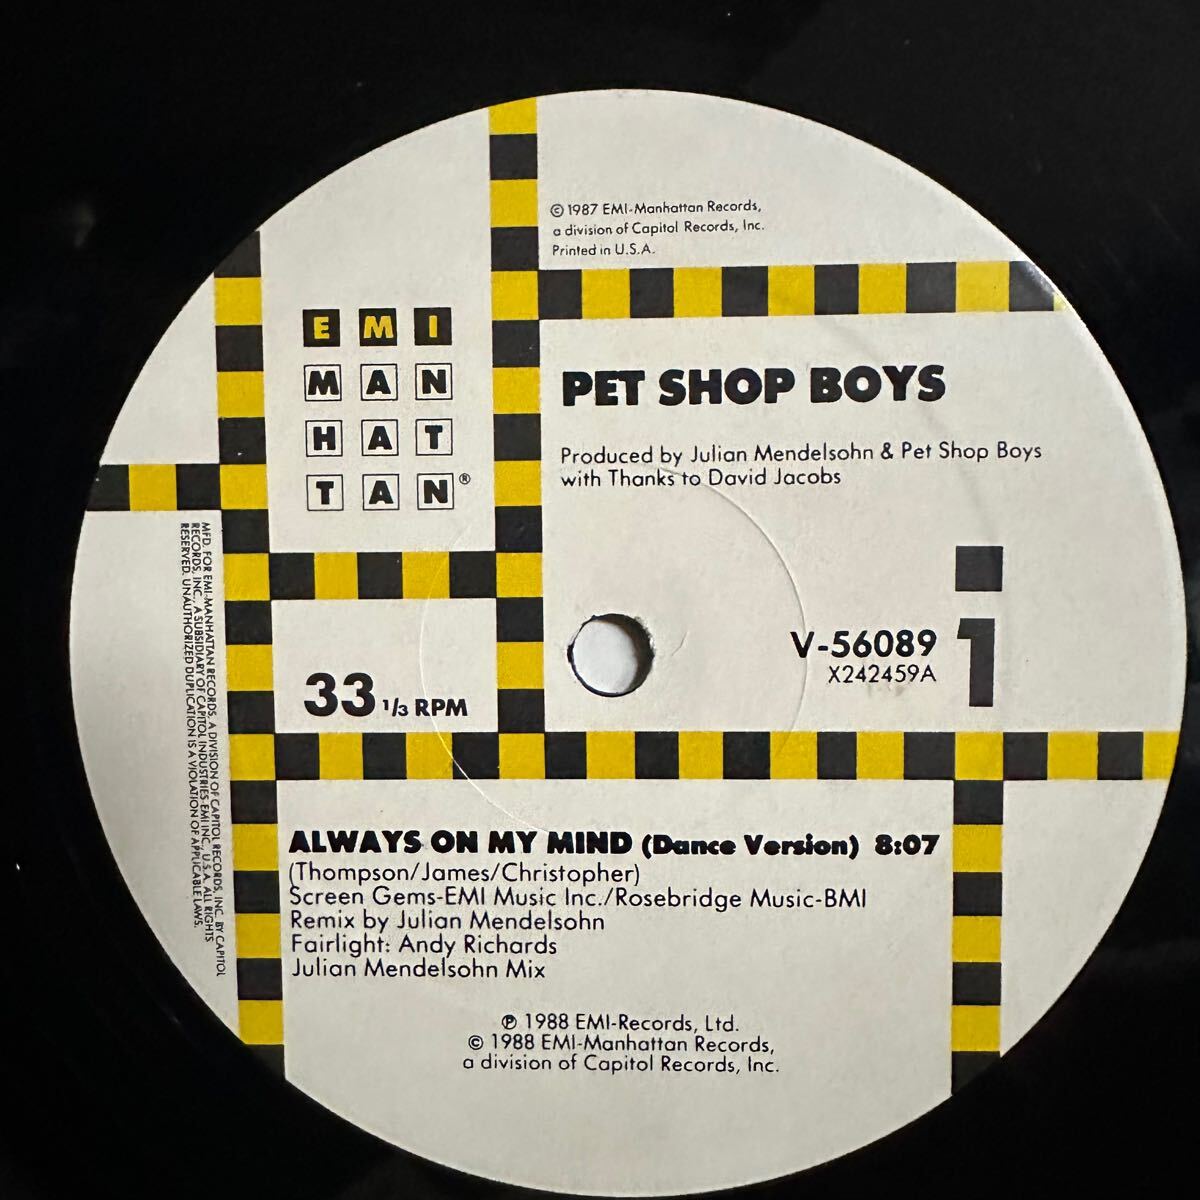 © 1987 EMI-Manhattan Records,
a division of Capitol Records, Inc.
Printed in U.S.A.
EMI
MAN
HAT
TAN®
PET SHOP BOYS
Produced by Julian Mendelsohn & Pet Shop Boys
with Thanks to David Jacobs
V-56089
X242459A
1
33 1/3 RPM
MFD. FOR EMI-MANHATTAN RECORDS, A DIVISION OF CAPITOL RECORDS, INC. BY CAPITOL
RECORDS, INC., A SUBSIDIARY OF CAPITOL INDUSTRIES-EMI INC., U.S.A. ALL RIGHTS
RESERVED. UNAUTHORIZED DUPLICATION IS A VIOLATION OF APPLICABLE LAWS.
ALWAYS ON MY MIND (Dance Version) 8:07
(Thompson/James/Christopher)
Screen Gems-EMI Music Inc./Rosebridge Music-BMI
Remix by Julian Mendelsohn
Fairlight: Andy Richards
Julian Mendelsohn Mix
℗ 1988 EMI-Records, Ltd.
© 1988 EMI-Manhattan Records,
a division of Capitol Records, Inc.